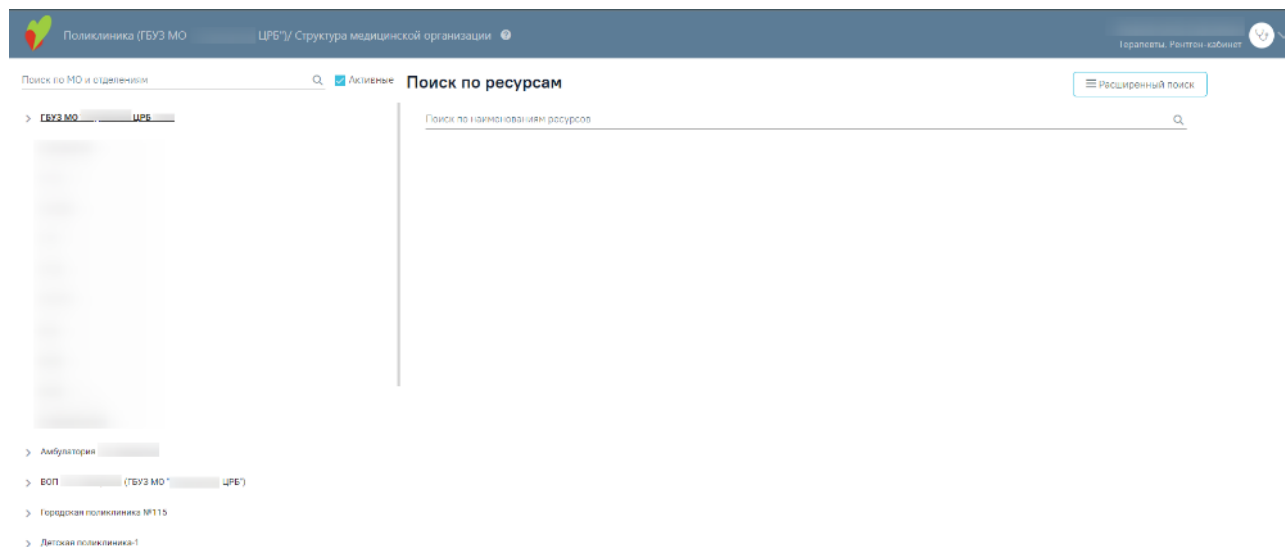 Поликлиника (ГБУЗ МО ЦРБ")/ Структура медицинской организации ?
Терапевты. Рентген-кабинет
Поиск по МО и отделениям
Активные
Поиск по ресурсам
Расширенный поиск
ГБУЗ МО ЦРБ
Поиск по наименованиям ресурсов
Амбулатория
ВОП (ГБУЗ МО " ЦРБ")
Городская поликлиника №115
Детская поликлиника-1